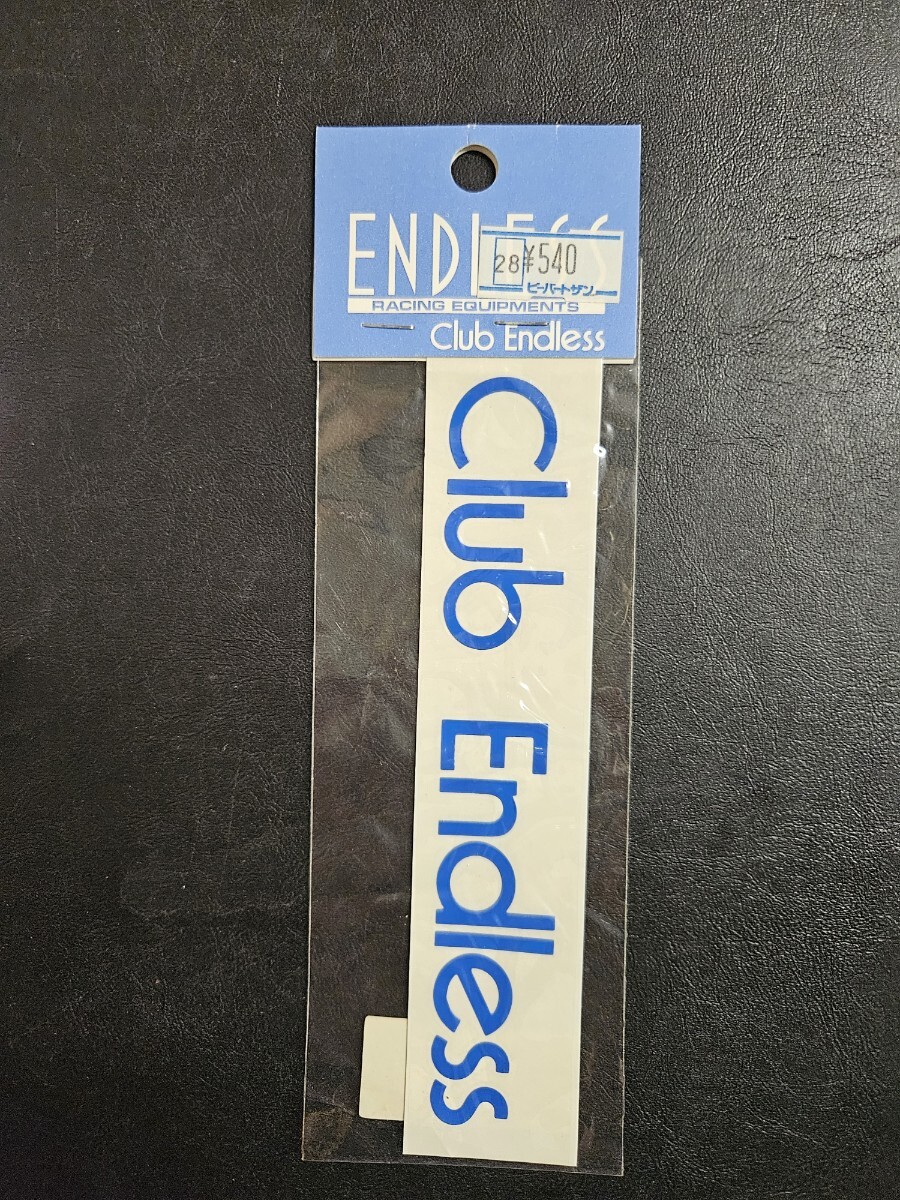 ENDLESS
28 ¥540
ビーバートザン
RACING EQUIPMENTS
Club Endless
Club Endless